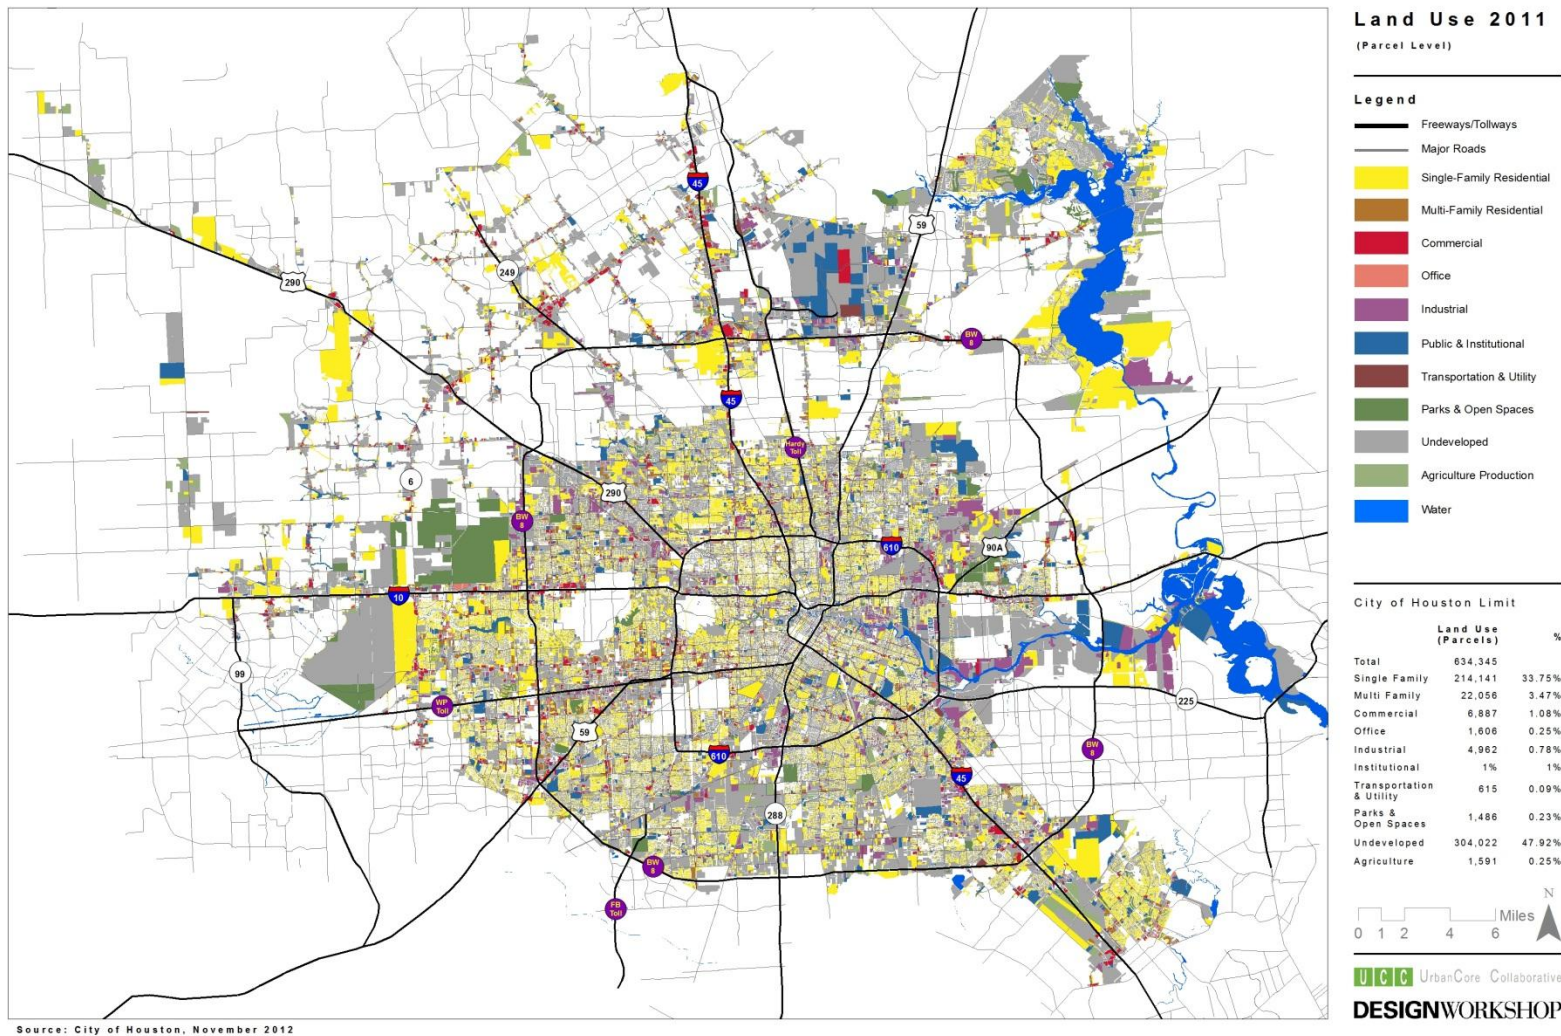 Land Use 2011
(Parcel Level)
Legend
Freeways/Tollways
Major Roads
Single-Family Residential
Multi-Family Residential
Commercial
Office
Industrial
Public & Institutional
Transportation & Utility
Parks & Open Spaces
Undeveloped
Agriculture Production
Water
City of Houston Limit
Land Use
(Parcels) %
Total 634,345
Single Family 214,141 33.75%
Multi Family 22,056 3.47%
Commercial 6,887 1.08%
Office 1,606 0.25%
Industrial 4,962 0.78%
Institutional 1% 1%
Transportation
& Utility 615 0.09%
Parks &
Open Spaces 1,486 0.23%
Undeveloped 304,022 47.92%
Agriculture 1,591 0.25%
N
Miles
0 1 2 4 6
UCC UrbanCore Collaborative
DESIGNWORKSHOP
45
59
249
290
BW
8
45
Hardy
Toll
6
290
BW
8
610
90A
10
99
WP
Toll
59
225
610
BW
8
45
288
BW
8
FB
Toll
Source: City of Houston, November 2012